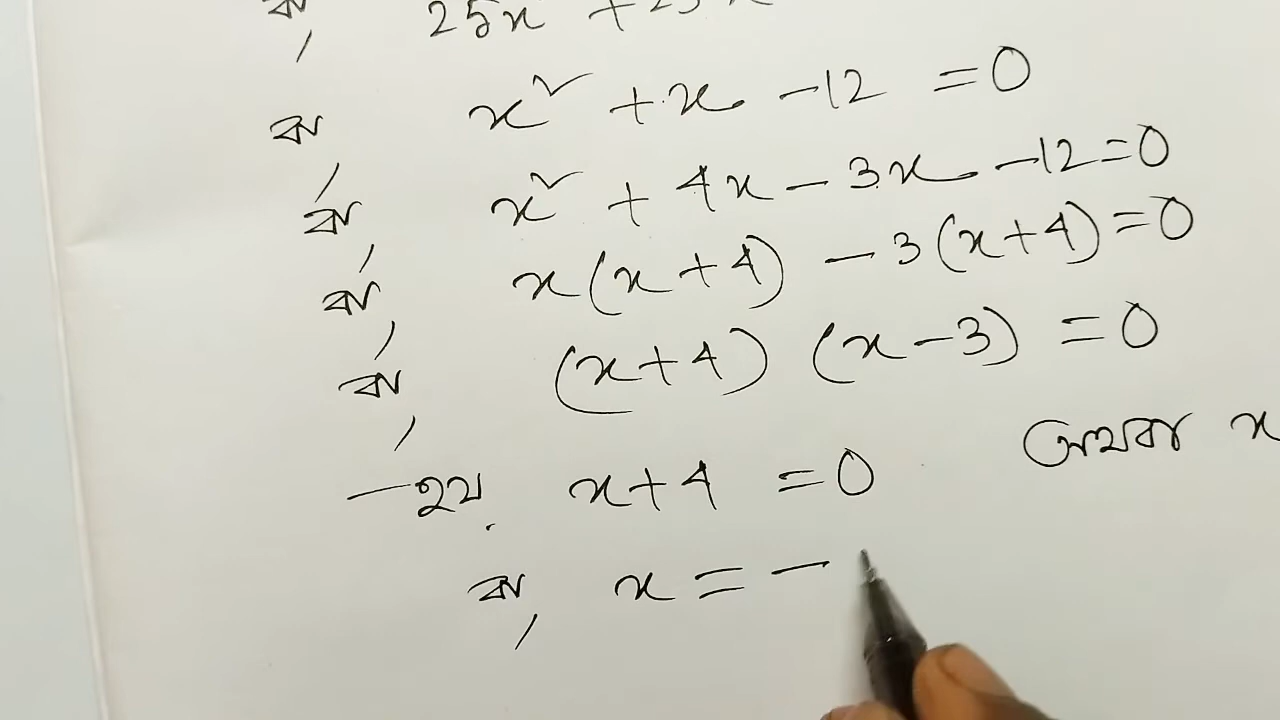 বা, 25x
বা, x² + x - 12 = 0
বা, x² + 4x - 3x - 12 = 0
বা, x(x+4) - 3(x+4) = 0
বা, (x+4) (x-3) = 0
হয় x+4 = 0 অথবা x
বা, x = -